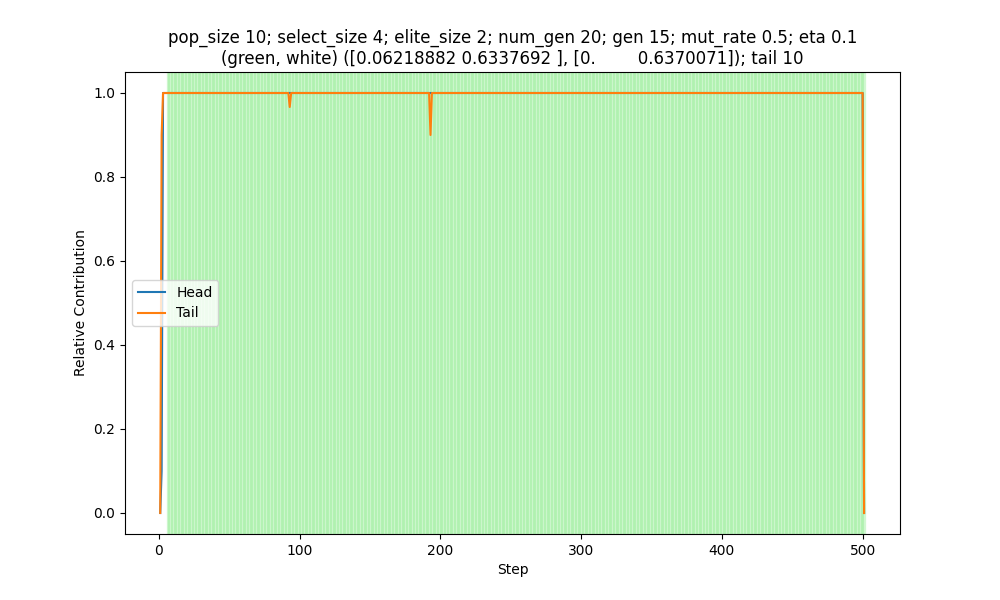 pop_size 10; select_size 4; elite_size 2; num_gen 20; gen 15; mut_rate 0.5; eta 0.1
(green, white) ([0.06218882 0.6337692 ], [0.        0.6370071]); tail 10
1.0
0.8
0.6
0.4
0.2
0.0
Relative Contribution
Head
Tail
0
100
200
300
400
500
Step